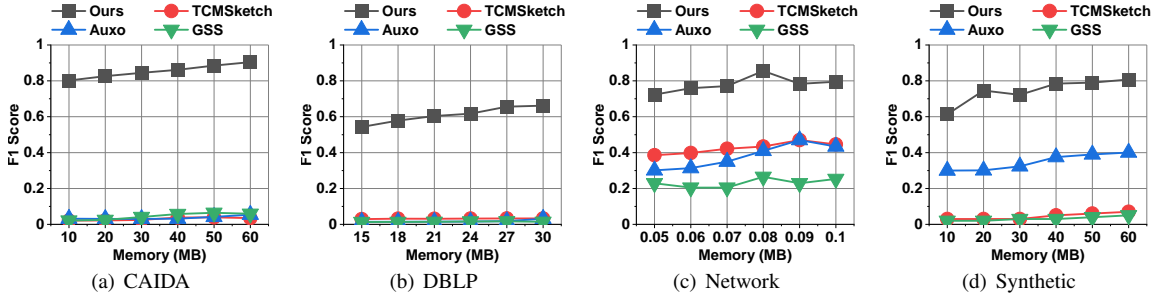 Ours TCMSketch
Auxo GSS
1
0.8
0.6
0.4
0.2
0
F1 Score
10 20 30 40 50 60
Memory (MB)
(a) CAIDA
Ours TCMSketch
Auxo GSS
1
0.8
0.6
0.4
0.2
0
F1 Score
15 18 21 24 27 30
Memory (MB)
(b) DBLP
Ours TCMSketch
Auxo GSS
1
0.8
0.6
0.4
0.2
0
F1 Score
0.05 0.06 0.07 0.08 0.09 0.1
Memory (MB)
(c) Network
Ours TCMSketch
Auxo GSS
1
0.8
0.6
0.4
0.2
0
F1 Score
10 20 30 40 50 60
Memory (MB)
(d) Synthetic